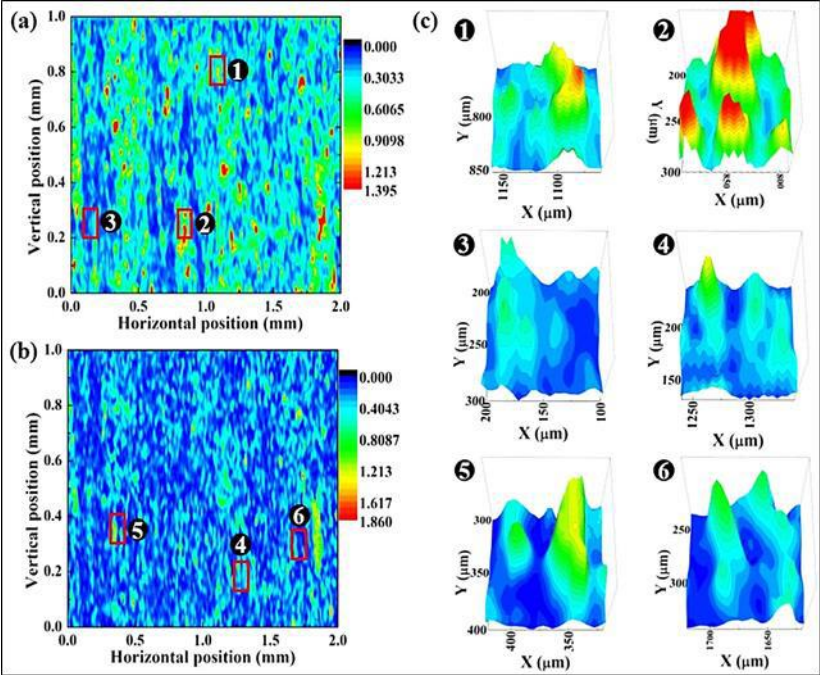 (a)
1.0
0.8
0.6
0.4
0.2
0.0
Vertical position (mm)
0.0 0.5 1.0 1.5 2.0
Horizontal position (mm)
1
2
3
0.000
0.3033
0.6065
0.9098
1.213
1.395
(b)
1.0
0.8
0.6
0.4
0.2
0.0
Vertical position (mm)
0.0 0.5 1.0 1.5 2.0
Horizontal position (mm)
5
4
6
0.000
0.4043
0.8087
1.213
1.617
1.860
(c)
1
Y (μm)
800
850
1150 1100
X (μm)
2
Y (μm)
200
250
300
850 800
X (μm)
3
Y (μm)
200
250
300
200 150 100
X (μm)
4
Y (μm)
200
150
1250 1300
X (μm)
5
Y (μm)
300
350
400
400 350
X (μm)
6
Y (μm)
250
300
1700 1650
X (μm)